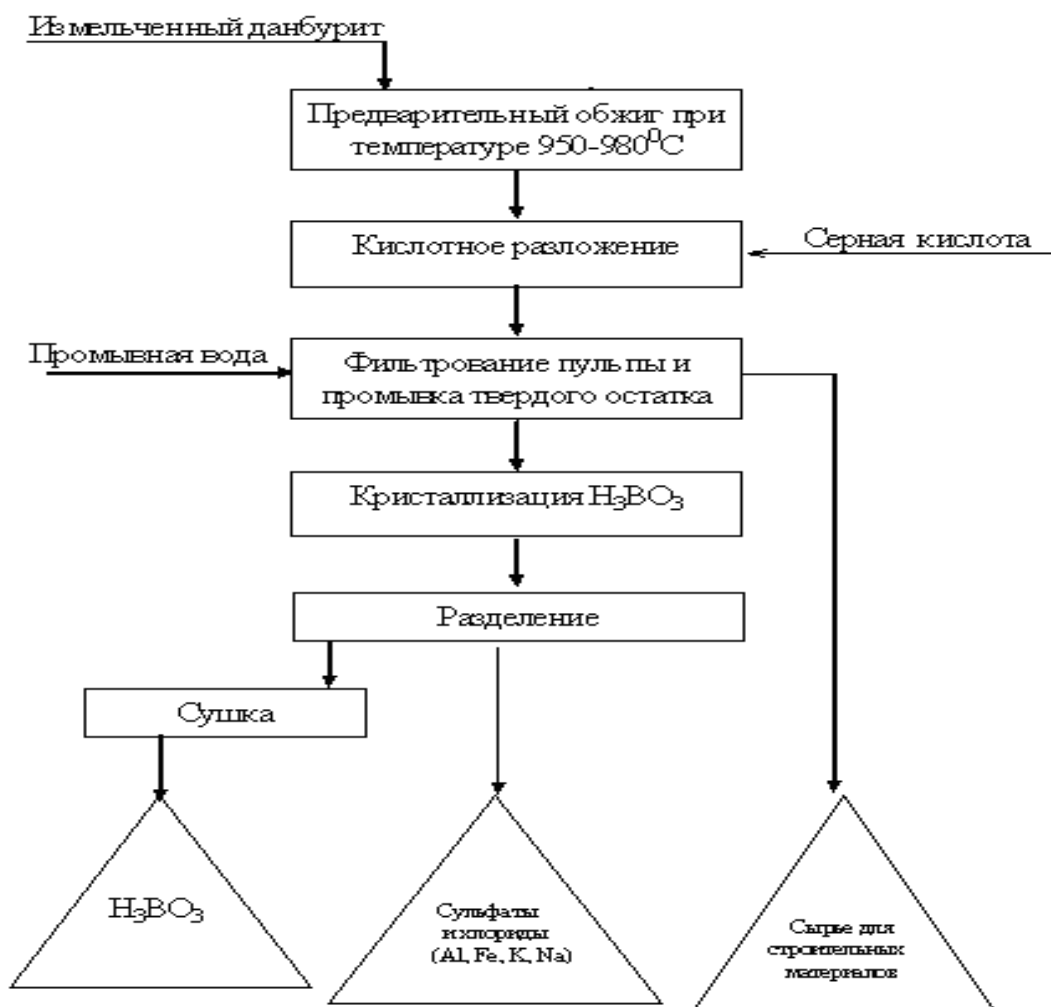 Измельченный данбурит
Предварительный обжиг при
температуре 950-980⁰С
Кислотное разложение
Серная кислота
Промывная вода
Фильтрование пульпы и
промывка твердого остатка
Кристаллизация H₃BO₃
Разделение
Сушка
H₃BO₃
Сульфаты
и хлориды
(Al, Fe, K, Na)
Сырье для
строительных
материалов